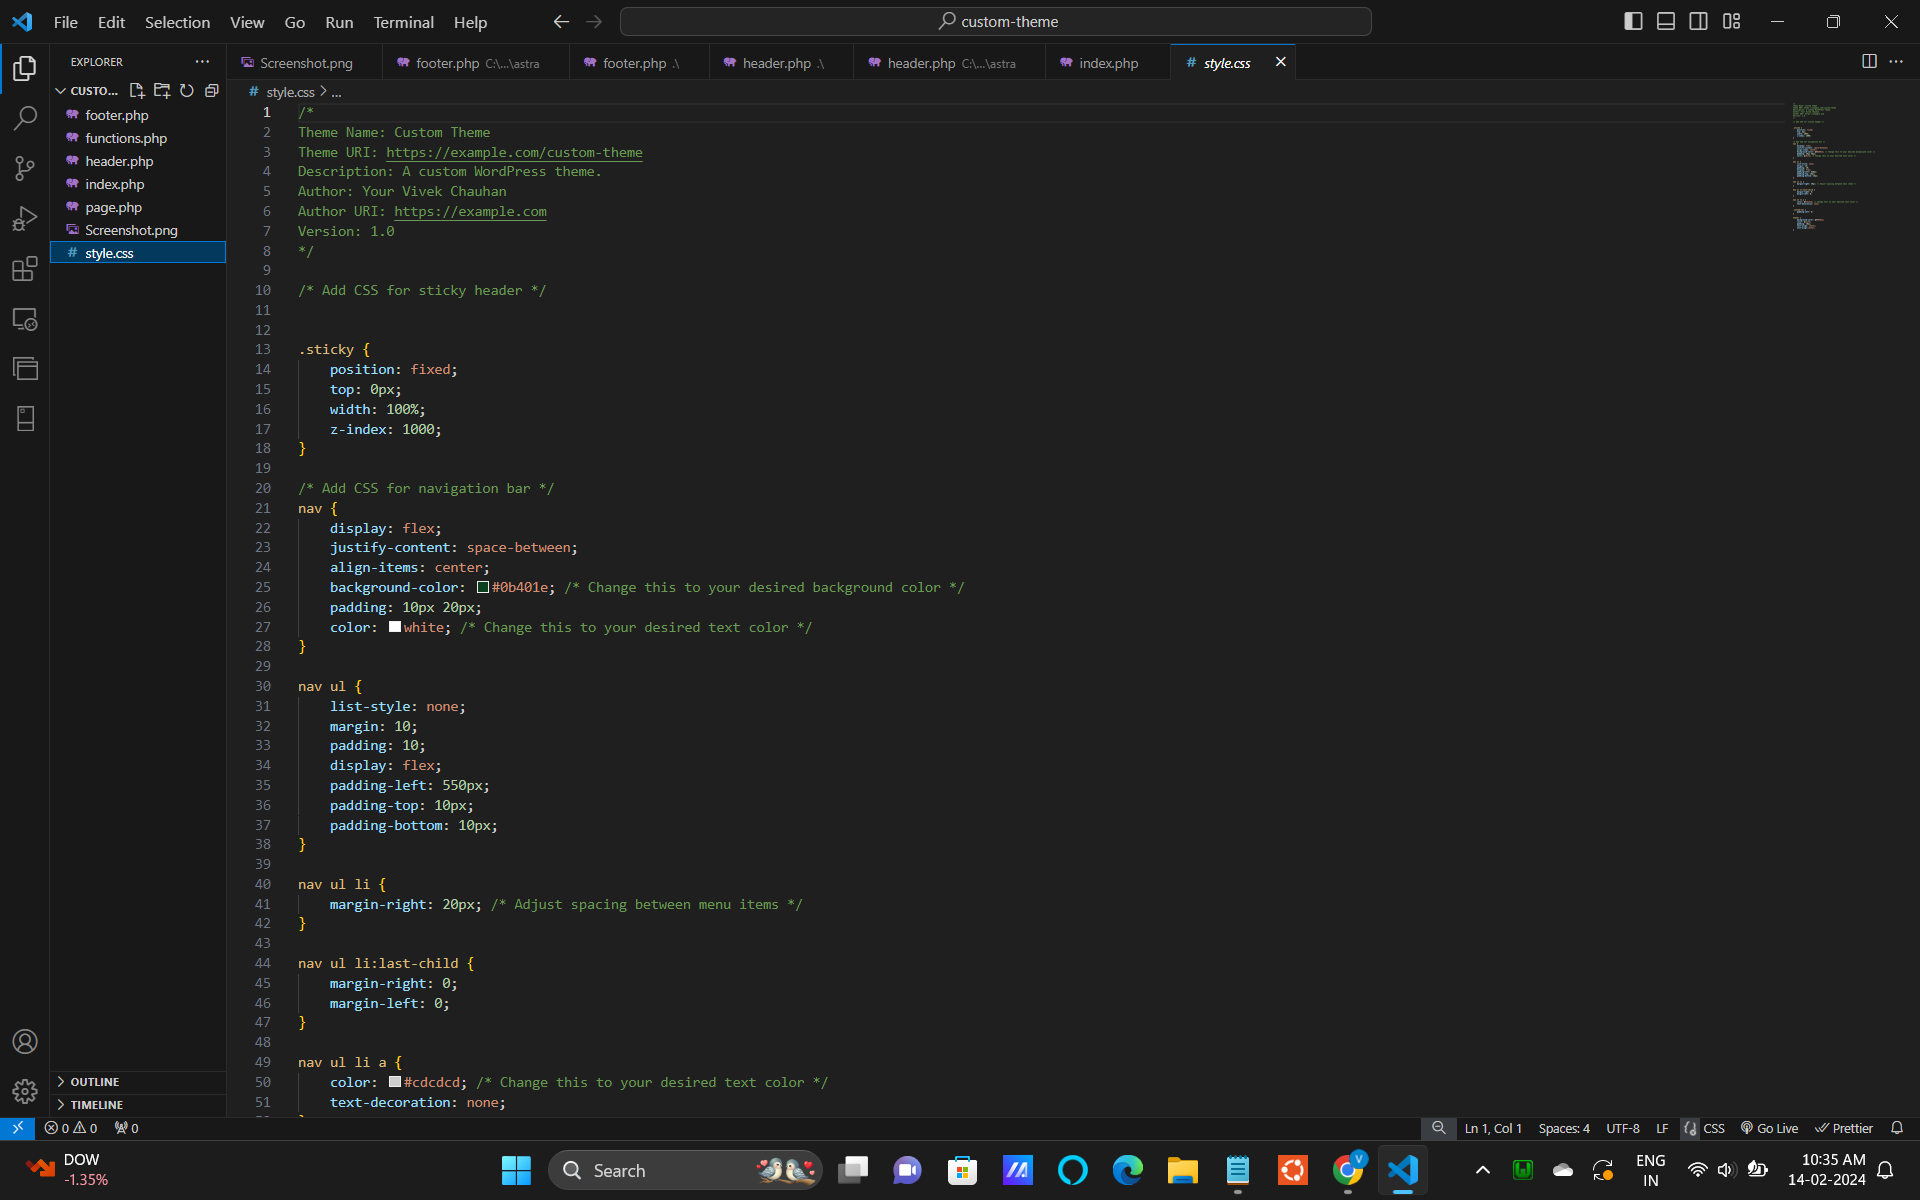 File Edit Selection View Go Run Terminal Help
custom-theme
EXPLORER
CUSTO...
footer.php
functions.php
header.php
index.php
page.php
Screenshot.png
style.css
OUTLINE
TIMELINE
Screenshot.png footer.php C:\...\astra footer.php .\ header.php .\ header.php C:\...\astra index.php # style.css
# style.css > ...
1 /*
2 Theme Name: Custom Theme
3 Theme URI: https://example.com/custom-theme
4 Description: A custom WordPress theme.
5 Author: Your Vivek Chauhan
6 Author URI: https://example.com
7 Version: 1.0
8 */
9
10 /* Add CSS for sticky header */
11
12
13 .sticky {
14 position: fixed;
15 top: 0px;
16 width: 100%;
17 z-index: 1000;
18 }
19
20 /* Add CSS for navigation bar */
21 nav {
22 display: flex;
23 justify-content: space-between;
24 align-items: center;
25 background-color: #0b401e; /* Change this to your desired background color */
26 padding: 10px 20px;
27 color: white; /* Change this to your desired text color */
28 }
29
30 nav ul {
31 list-style: none;
32 margin: 10;
33 padding: 10;
34 display: flex;
35 padding-left: 550px;
36 padding-top: 10px;
37 padding-bottom: 10px;
38 }
39
40 nav ul li {
41 margin-right: 20px; /* Adjust spacing between menu items */
42 }
43
44 nav ul li:last-child {
45 margin-right: 0;
46 margin-left: 0;
47 }
48
49 nav ul li a {
50 color: #cdcdcd; /* Change this to your desired text color */
51 text-decoration: none;
0 0 0
Ln 1, Col 1 Spaces: 4 UTF-8 LF CSS Go Live Prettier
DOW
-1.35%
Search
ENG
IN
10:35 AM
14-02-2024